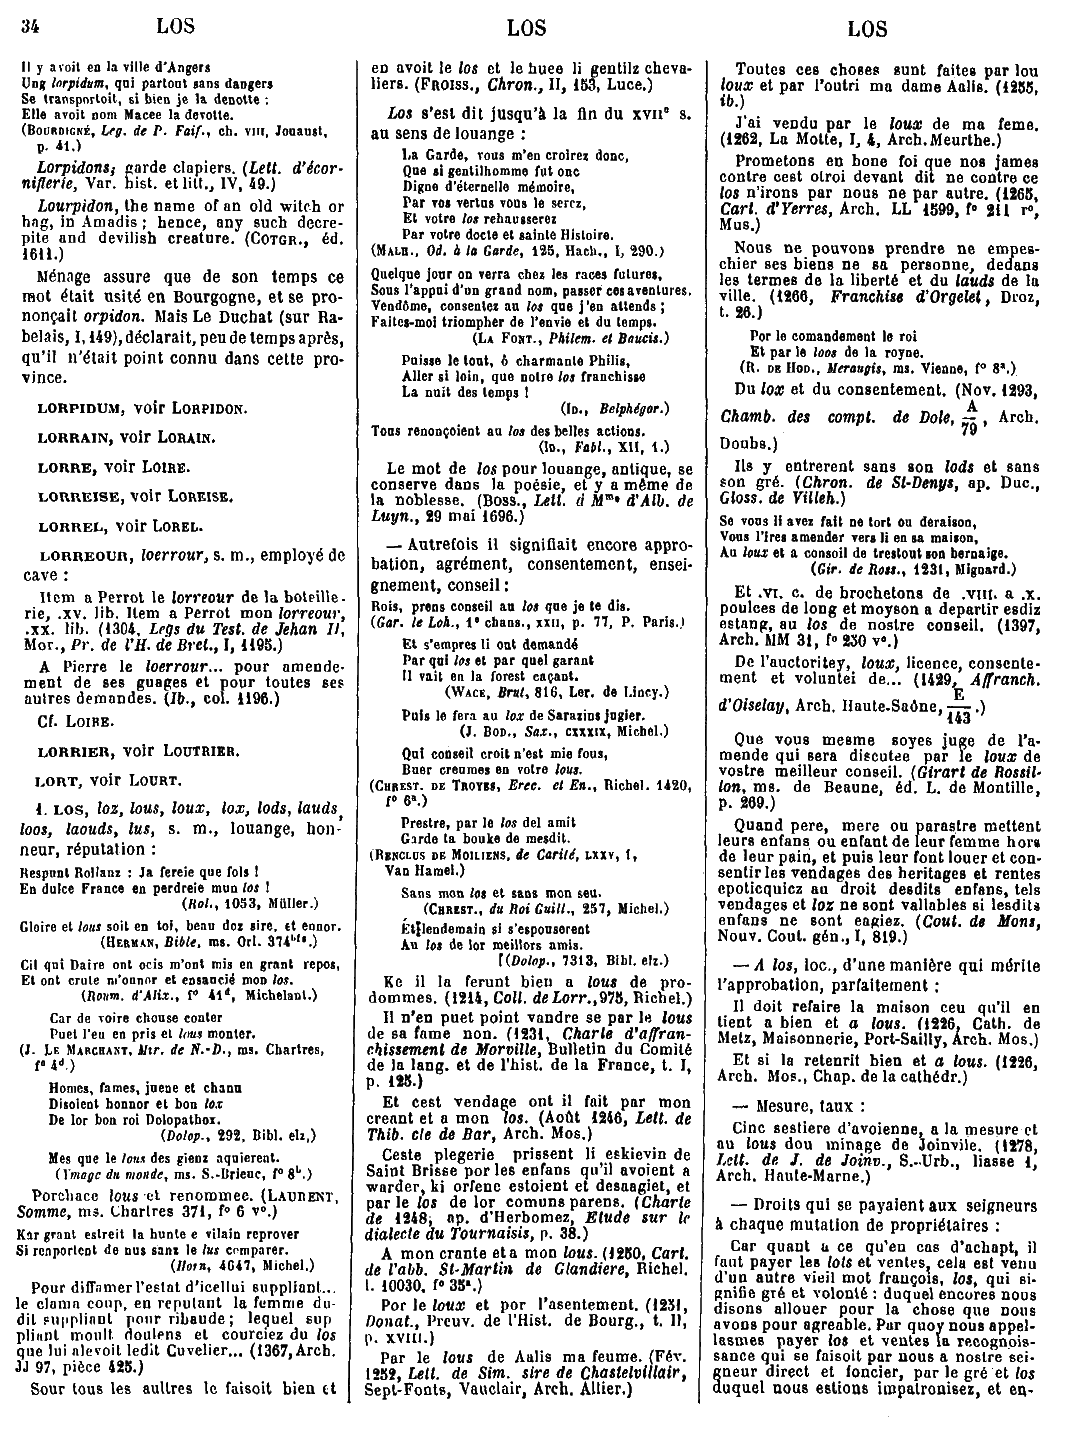 34 LOS LOS LOS
Il y avoit en la ville d'Angers
Ung lorpidum, qui partout sans dangers
Se transportoit, si bien je la denotte ;
Elle avoit nom Macee la devotte.
(BOURDIGNÉ, Leg. de P. Faif., ch. VIII, Jouaust,
p. 41.)
Lorpidons; garde clapiers. (Lett. d'écor-
niflerie, Var. hist. et litt., IV, 49.)
Lourpidon, the name of an old witch or
hag, in Amadis ; hence, any such decre-
pite and devilish creature. (COTGR., éd.
1611.)
Ménage assure que de son temps ce
mot était usité en Bourgogne, et se pro-
nonçait orpidon. Mais Le Duchat (sur Ra-
belais, I, 149), déclarait, peu de temps après,
qu'il n'était point connu dans cette pro-
vince.
LORPIDUM, voir LORPIDON.
LORRAIN, voir LORAIN.
LORRE, voir LOIRE.
LORREISE, voir LOREISE.
LORREL, voir LOREL.
LORREOUR, loerrour, s. m., employé de
cave :
Item a Perrot le lorreour de la boteille-
rie, .XV. lib. Item a Perrot mon lorreour,
.XX. lib. (1304, Legs du Test. de Jehan II,
Mor., Pr. de l'H. de Bret., I, 1195.)
A Pierre le loerrour... pour amende-
ment de ses guages et pour toutes ses
autres demandes. (Ib., col. 1196.)
Cf. LOIRE.
LORRIER, voir LOUTRIER.
LORT, voir LOURT.
1. LOS, loz, lous, loux, lox, lods, lauds,
loos, laouds, lus, s. m., louange, hon-
neur, réputation :
Respunt Rollanz : Ja fereie que fols !
En dulce France en perdreie mun los !
(Rol., 1053, Müller.)
Gloire et lous soit en toi, beau doz sire, et ennor.
(HERMAN, Bible, ms. Orl. 374bis.)
Cil qui Daire ont ocis m'ont mis en grant repos,
Et ont crute m'onnor et ensancié mon los.
(Roum. d'Alix., f° 41d, Michelant.)
Car de voire chouse conter
Puet l'en en pris et lous monter.
(J. LE MARCHANT, Mir. de N.-D., ms. Chartres,
f° 4d.)
Homes, fames, juene et chanu
Disoient honnor et bon lox
De lor bon roi Dolopathox.
(Dolop., 292, Bibl. elz.)
Mes que le lous des gienz aquierent.
(Ymage du monde, ms. S.-Brieuc, f° 8b.)
Porchace lous et renommee. (LAURENT,
Somme, ms. Chartres 371, f° 6 v°.)
Kar grant estreit la hunte e vilain reprover
Si renportent de nus sanz le lus comparer.
(Horn, 4647, Michel.)
Pour diffamer l'estat d'icellui suppliant...
le clama coup, en reputant la femme du-
dit suppliant pour ribaude ; lequel sup
pliant moult doulens et courciez du los
que lui alevoit ledit Cuvelier... (1367, Arch.
JJ 97, pièce 425.)
Sour tous les aultres le faisoit bien et
en avoit le los et le huee li gentilz cheva-
liers. (FROISS., Chron., II, 153, Luce.)
Los s'est dit jusqu'à la fin du XVIIe s.
au sens de louange :
La Garde, vous m'en croirez donc,
Que si gentilhomme fut onc
Digne d'éternelle mémoire,
Par vos vertus vous le serez,
Et votre los rehausserez
Par votre docte et sainte Histoire.
(MALH., Od. à la Garde, 125, Hach., I, 290.)
Quelque jour on verra chez les races futures,
Sous l'appui d'un grand nom, passer ces aventures.
Vendôme, consentez au los que j'en attends ;
Faites-moi triompher de l'envie et du temps.
(LA FONT., Philem. et Baucis.)
Puisse le tout, ô charmante Philis,
Aller si loin, que notre los franchisse
La nuit des temps !
(ID., Belphégor.)
Tous renonçoient au los des belles actions.
(ID., Fabl., XII, 1.)
Le mot de los pour louange, antique, se
conserve dans la poésie, et y a même de
la noblesse. (BOSS., Lett. à Mme d'Alb. de
Luyn., 29 mai 1696.)
— Autrefois il signifiait encore appro-
bation, agrément, consentement, ensei-
gnement, conseil :
Rois, prens conseil au los que je te dis.
(Gar. le Loh., 1e chans., XXII, p. 77, P. Paris.)
Et s'empres li ont demandé
Par qui los et par quel garant
Il vait en la forest caçant.
(WACE, Brut, 816, Ler. de Lincy.)
Puis le fera au lox de Sarazins jugier.
(J. BOD., Sax., CXXXIX, Michel.)
Qui conseil croit n'est mie fous,
Buer creumes en votre lous.
(CHREST. DE TROYES, Erec. et En., Richel. 1420,
f° 6a.)
Prestre, par le los del amit
Garde ta bouke de mesdit.
(RENCLUS DE MOILIENS, de Carité, LXXV, 1,
Van Hamel.)
Sans mon los et sans mon seu.
(CHREST., du Roi Guill., 257, Michel.)
Et lendemain si s'espouserent
Au los de lor meillors amis.
(Dolop., 7313, Bibl. elz.)
Ke il la ferunt bien a lous de pro-
dommes. (1214, Coll. de Lorr., 975, Richel.)
Il n'en puet point vandre se par le lous
de sa fame non. (1231, Charte d'affran-
chissement de Morville, Bulletin du Comité
de la lang. et de l'hist. de la France, t. I,
p. 125.)
Et cest vendage ont il fait par mon
creant et a mon los. (Août 1246, Lett. de
Thib. cte de Bar, Arch. Mos.)
Ceste plegerie prissent li eskievin de
Saint Brisse por les enfans qu'il avoient a
warder, ki orfene estoient et desaagiet, et
par le los de lor comuns parens. (Charte
de 1248, ap. d'Herbomez, Etude sur le
dialecte du Tournaisis, p. 38.)
A mon crante et a mon lous. (1250, Cart.
de l'abb. St-Martin de Glandiere, Richel.
l. 10030, f° 35a.)
Por le loux et por l'asentement. (1251,
Donat., Preuv. de l'Hist. de Bourg., t. II,
p. XVIII.)
Par le lous de Aalis ma feume. (Fév.
1252, Lett. de Sim. sire de Chastelvillair,
Sept-Fonts, Vauclair, Arch. Allier.)
Toutes ces choses sunt faites par lou
loux et par l'outri ma dame Aalis. (1255,
ib.)
J'ai vendu par le loux de ma feme.
(1262, La Motte, I, 4, Arch. Meurthe.)
Prometons en bone foi que nos james
contre cest otroi devant dit ne contre ce
los n'irons par nous ne par autre. (1265,
Cart. d'Yerres, Arch. LL 1599, f° 211 r°,
Mus.)
Nous ne pouvons prendre ne empes-
chier ses biens ne sa personne, dedans
les termes de la liberté et du lauds de la
ville. (1266, Franchise d'Orgelet, Droz,
t. 26.)
Por le comandement le roi
Et par le loos de la royne.
(R. DE HOD., Meraugis, ms. Vienne, f° 8a.)
Du lox et du consentement. (Nov. 1293,
Chamb. des compt. de Dole, A/79, Arch.
Doubs.)
Ils y entrerent sans son lods et sans
son gré. (Chron. de St-Denys, ap. Duc.,
Gloss. de Villeh.)
Se vous li avez fait ne tort ou deraison,
Vous l'ires amender vers li en sa maison,
Au loux et a consoil de trestout son bernaige.
(Gir. de Ross., 1231, Mignard.)
Et .VI. c. de brochetons de .VIII. a .X.
poulces de long et moyson a departir esdiz
estang, au los de nostre conseil. (1397,
Arch. MM 31, f° 230 v°.)
De l'auctoritey, loux, licence, consente-
ment et voluntei de... (1429, Affranch.
d'Oiselay, Arch. Haute-Saône, E/143.)
Que vous mesme soyes juge de l'a-
mende qui sera discutee par le loux de
vostre meilleur conseil. (Girart de Rossil-
lon, ms. de Beaune, éd. L. de Montille,
p. 269.)
Quand pere, mere ou parastre mettent
leurs enfans ou enfant de leur femme hors
de leur pain, et puis leur font louer et con-
sentir les vendages des heritages et rentes
epoticquiez au droit desdits enfans, tels
vendages et loz ne sont vallables si lesdits
enfans ne sont eagiez. (Cout. de Mons,
Nouv. Cout. gén., I, 819.)
— A los, loc., d'une manière qui mérite
l'approbation, parfaitement :
Il doit refaire la maison ceu qu'il en
tient a bien et a lous. (1226, Cath. de
Metz, Maisonnerie, Port-Sailly, Arch. Mos.)
Et si la retenrit bien et a lous. (1226,
Arch. Mos., Chap. de la cathédr.)
— Mesure, taux :
Cinc sestiere d'avoienne, a la mesure et
au lous dou minage de Joinvile. (1278,
Lett. de J. de Joinv., S.-Urb., liasse 1,
Arch. Haute-Marne.)
— Droits qui se payaient aux seigneurs
à chaque mutation de propriétaires :
Car quant a ce qu'en cas d'achapt, il
faut payer les lots et ventes, cela est venu
d'un autre vieil mot françois, los, qui si-
gnifie gré et volonté : duquel encores nous
disons allouer pour la chose que nous
avons pour agreable. Par quoy nous appel-
lasmes payer los et ventes la recognois-
sance qui se faisoit par nous a nostre sei-
gneur direct et foncier, par le gré et los
duquel nous estions impatronisez, et en-